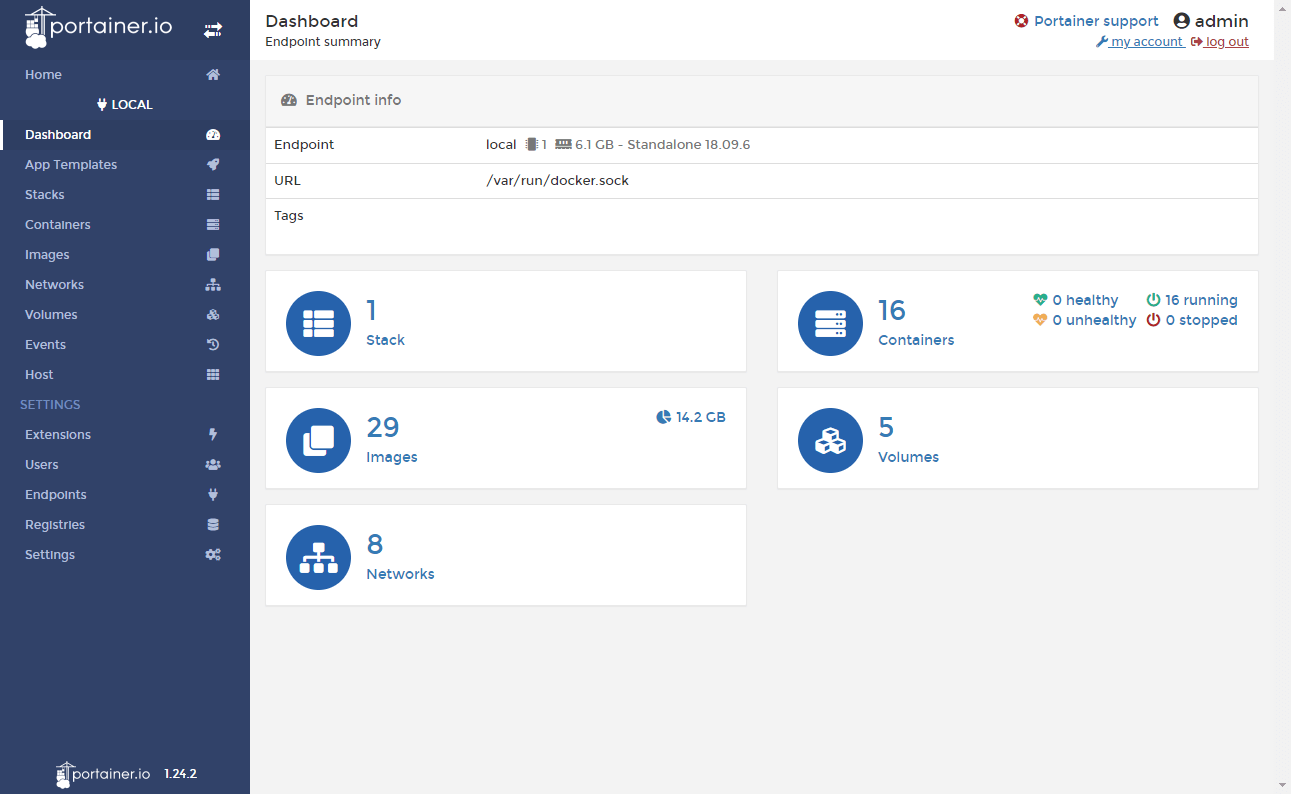 portainer.io
Home
LOCAL
Dashboard
App Templates
Stacks
Containers
Images
Networks
Volumes
Events
Host
SETTINGS
Extensions
Users
Endpoints
Registries
Settings
portainer.io 1.24.2
Dashboard
Endpoint summary
Portainer support admin
my account log out
Endpoint info
Endpoint local 1 6.1 GB - Standalone 18.09.6
URL /var/run/docker.sock
Tags
1
Stack
16
Containers
0 healthy 16 running
0 unhealthy 0 stopped
29
Images
14.2 GB
5
Volumes
8
Networks